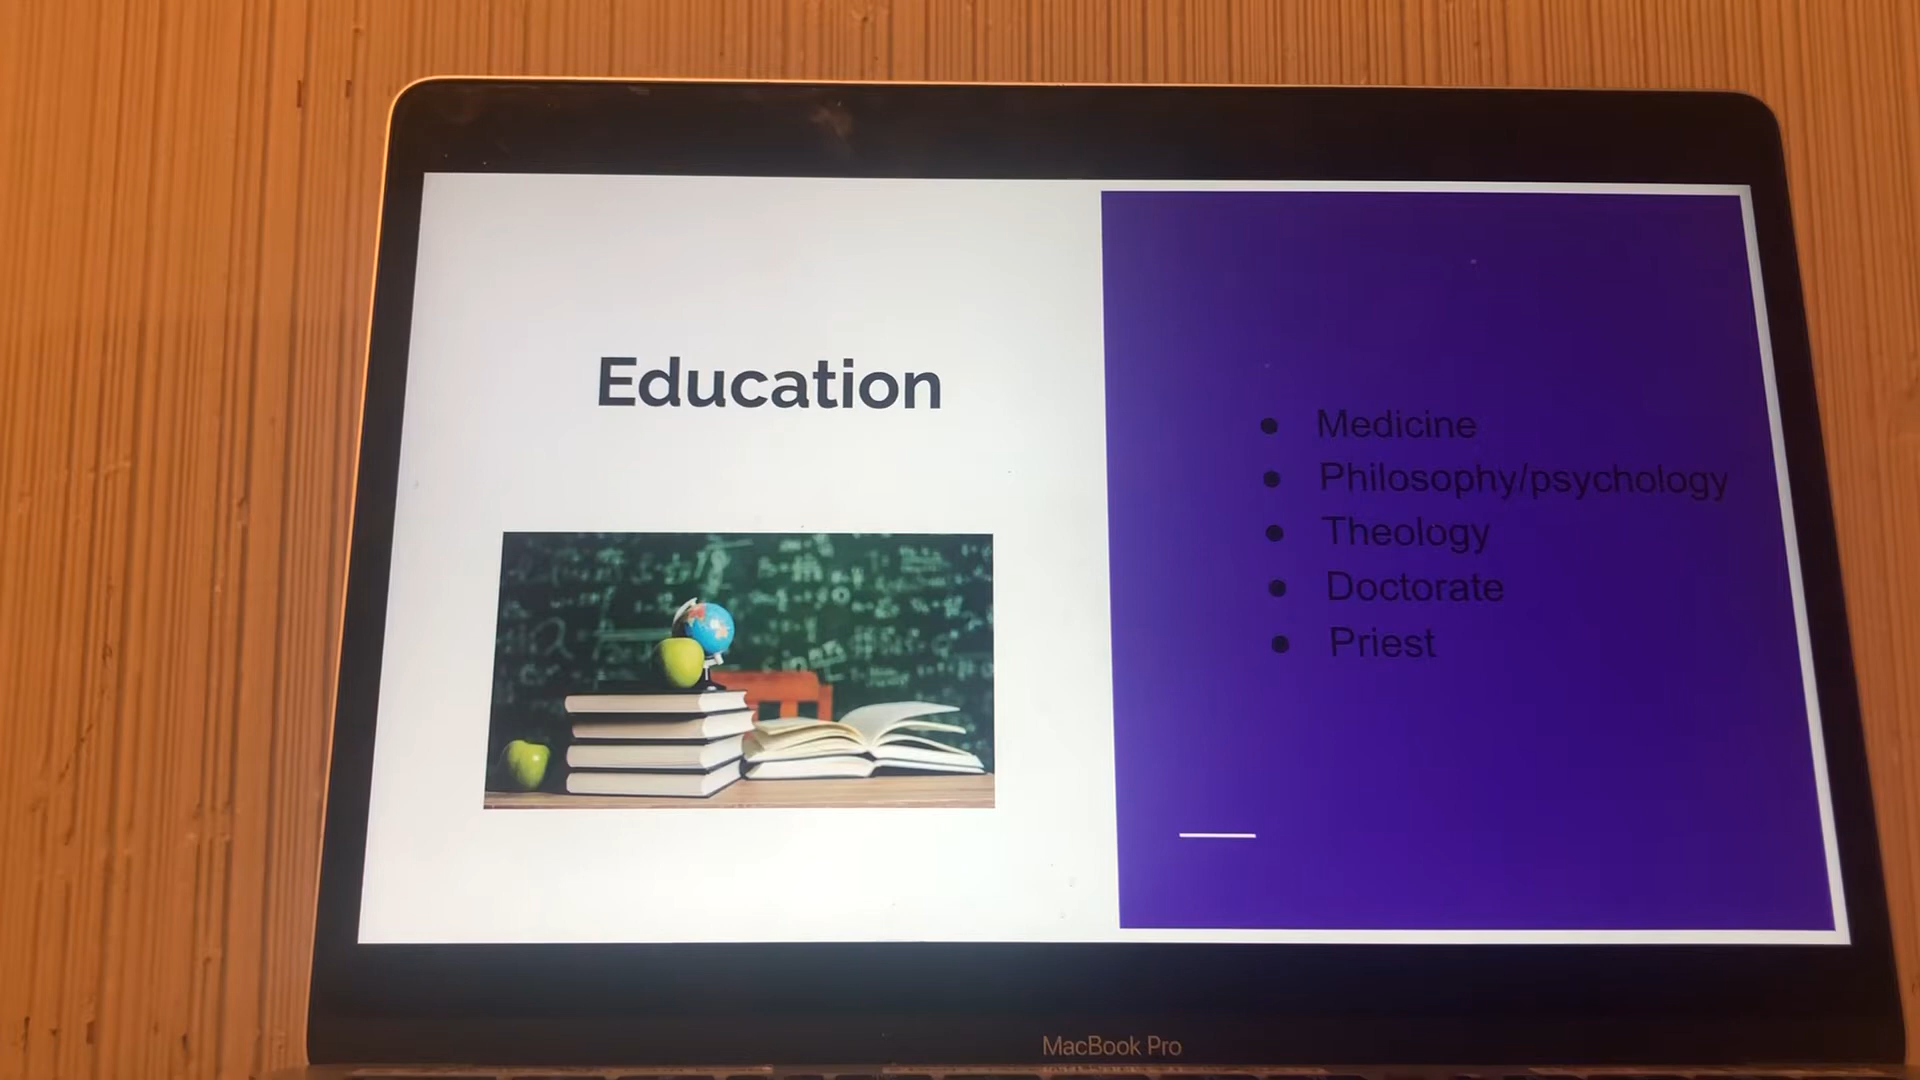 Education
Medicine
Philosophy/psychology
Theology
Doctorate
Priest
MacBook Pro